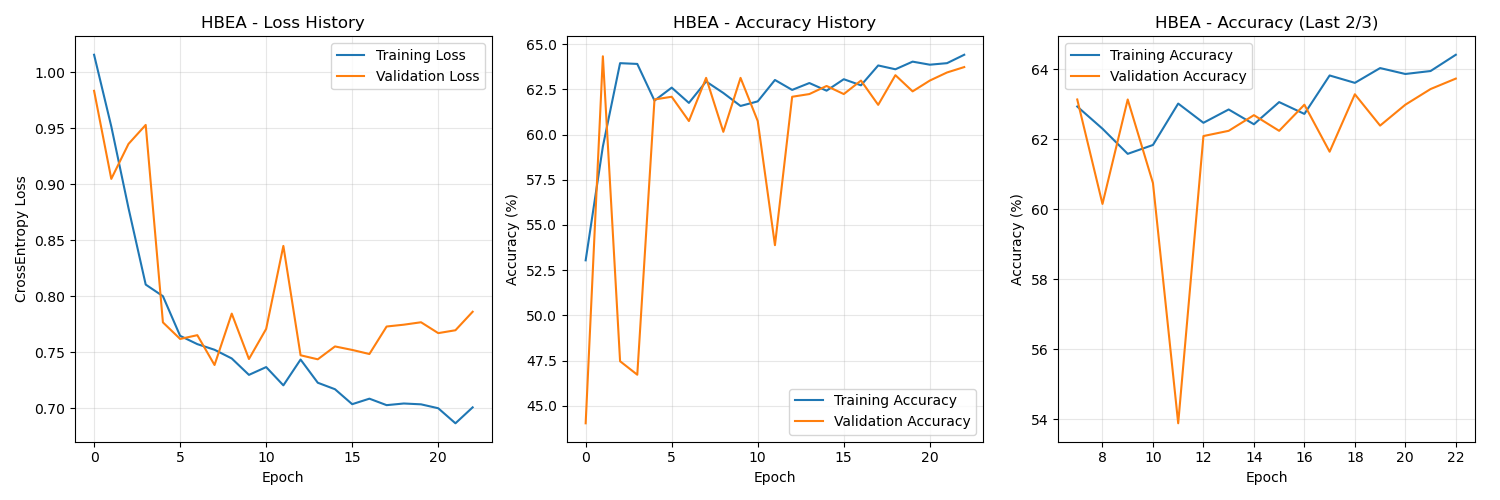 HBEA - Loss History
Training Loss
Validation Loss
1.00
0.95
0.90
0.85
0.80
0.75
0.70
CrossEntropy Loss
0 5 10 15 20
Epoch
HBEA - Accuracy History
65.0
62.5
60.0
57.5
55.0
52.5
50.0
47.5
45.0
Accuracy (%)
Training Accuracy
Validation Accuracy
0 5 10 15 20
Epoch
HBEA - Accuracy (Last 2/3)
Training Accuracy
Validation Accuracy
64
62
60
58
56
54
Accuracy (%)
8 10 12 14 16 18 20 22
Epoch